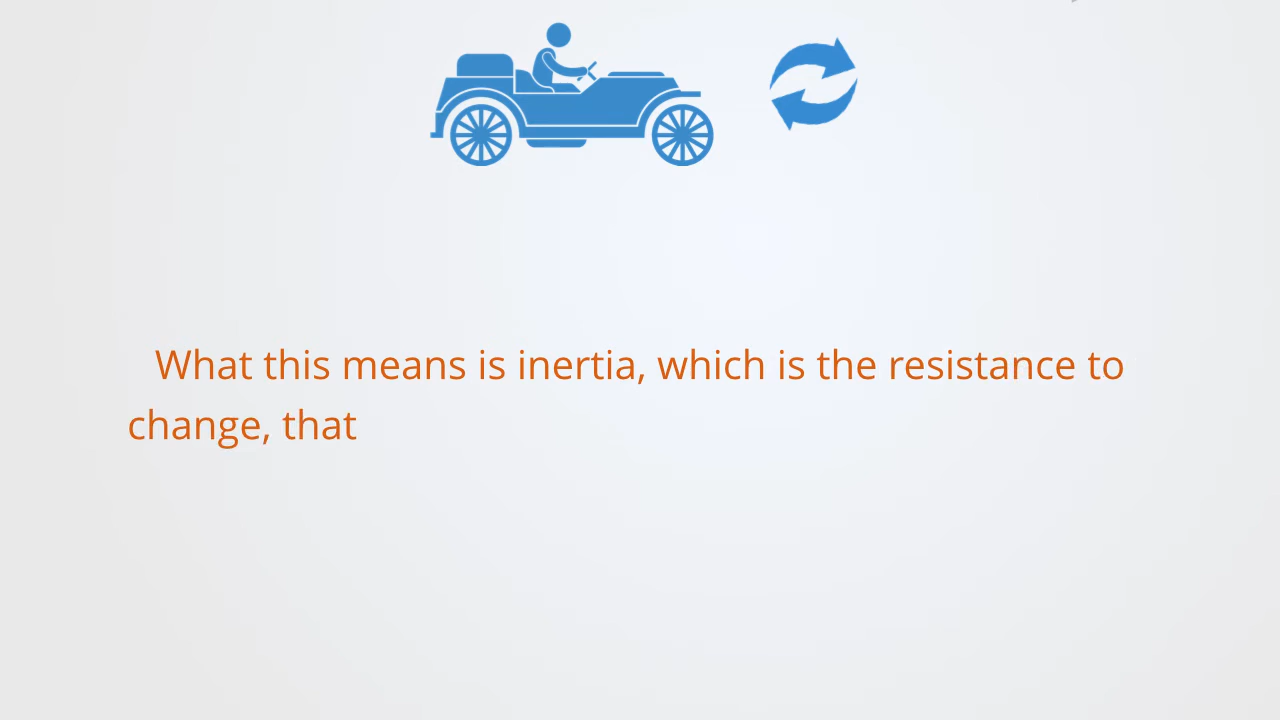 What this means is inertia, which is the resistance to
change, that